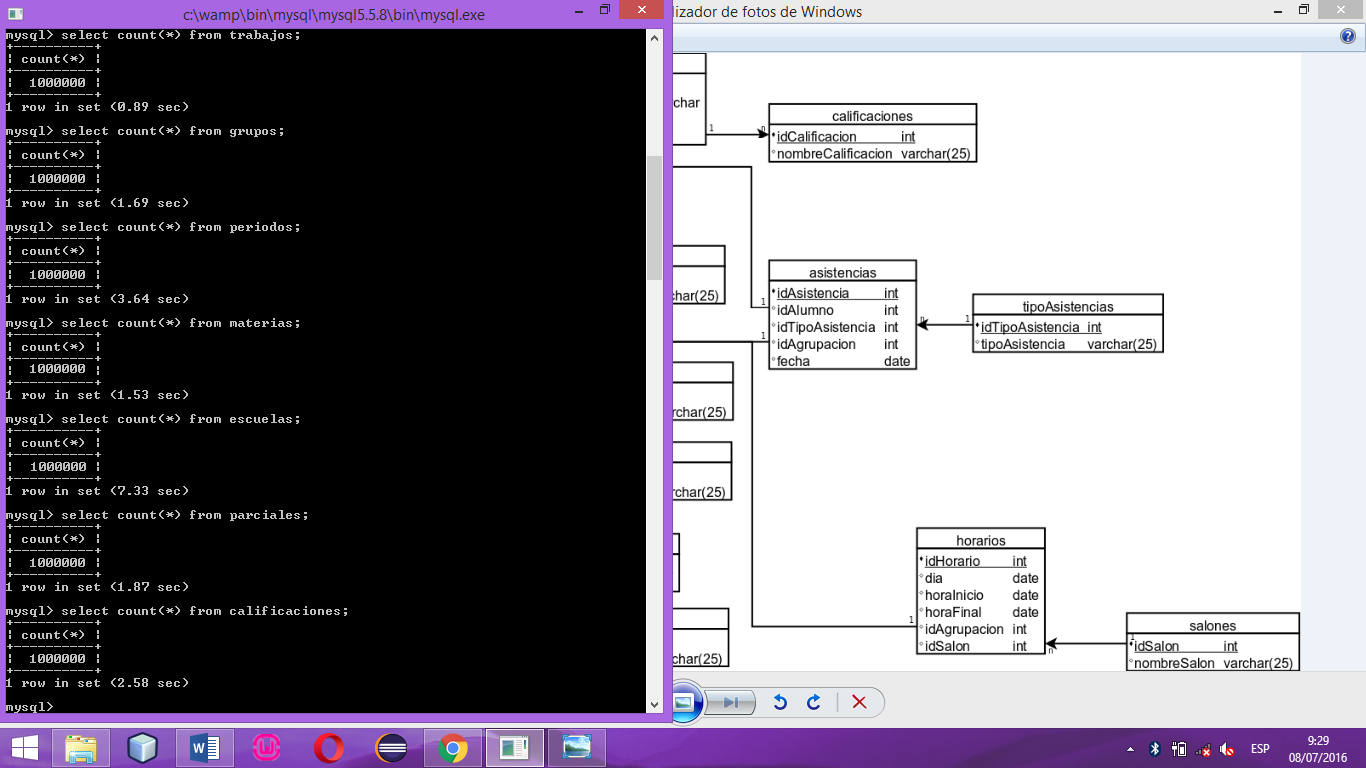 c:\wamp\bin\mysql\mysql5.5.8\bin\mysql.exe
mysql> select count(*) from trabajos;
+----------+
| count(*) |
+----------+
|  1000000 |
+----------+
1 row in set (0.89 sec)
mysql> select count(*) from grupos;
+----------+
| count(*) |
+----------+
|  1000000 |
+----------+
1 row in set (1.69 sec)
mysql> select count(*) from periodos;
+----------+
| count(*) |
+----------+
|  1000000 |
+----------+
1 row in set (3.64 sec)
mysql> select count(*) from materias;
+----------+
| count(*) |
+----------+
|  1000000 |
+----------+
1 row in set (1.53 sec)
mysql> select count(*) from escuelas;
+----------+
| count(*) |
+----------+
|  1000000 |
+----------+
1 row in set (7.33 sec)
mysql> select count(*) from parciales;
+----------+
| count(*) |
+----------+
|  1000000 |
+----------+
1 row in set (1.87 sec)
mysql> select count(*) from calificaciones;
+----------+
| count(*) |
+----------+
|  1000000 |
+----------+
1 row in set (2.58 sec)
mysql>
lizador de fotos de Windows
char
1
n
calificaciones
idCalificacion int
nombreCalificacion varchar(25)
char(25)
asistencias
idAsistencia int
idAlumno int
idTipoAsistencia int
idAgrupacion int
fecha date
1
1
n
1
tipoAsistencias
idTipoAsistencia int
tipoAsistencia varchar(25)
rchar(25)
rchar(25)
char(25)
horarios
idHorario int
dia date
horaInicio date
horaFinal date
idAgrupacion int
idSalon int
1
n
1
salones
idSalon int
nombreSalon varchar(25)
ESP
9:29
08/07/2016